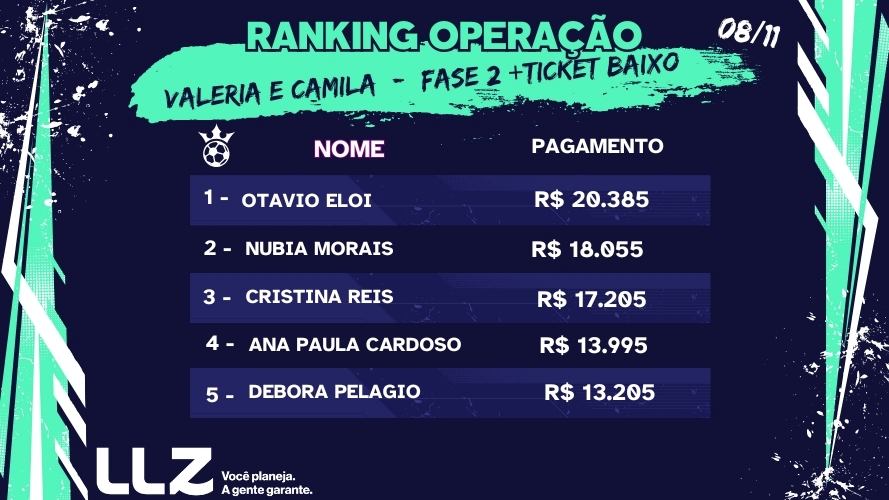 RANKING OPERAÇÃO
08/11
VALERIA E CAMILA - FASE 2 +TICKET BAIXO
NOME PAGAMENTO
1 - OTAVIO ELOI R$ 20.385
2 - NUBIA MORAIS R$ 18.055
3 - CRISTINA REIS R$ 17.205
4 - ANA PAULA CARDOSO R$ 13.995
5 - DEBORA PELAGIO R$ 13.205
LLZ
Você planeja.
A gente garante.